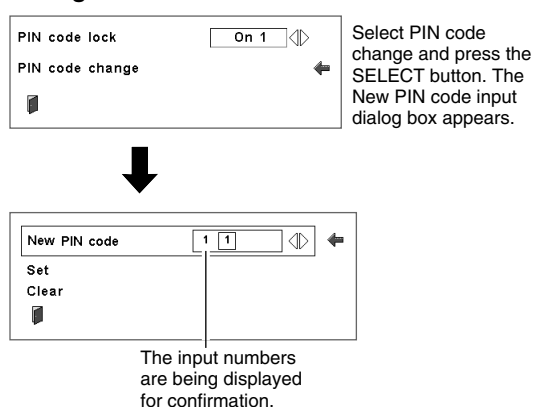 PIN code lock On 1
Select PIN code
change and press the
SELECT button. The
New PIN code input
dialog box appears.
PIN code change
New PIN code 1 1
Set
Clear
The input numbers
are being displayed
for confirmation.